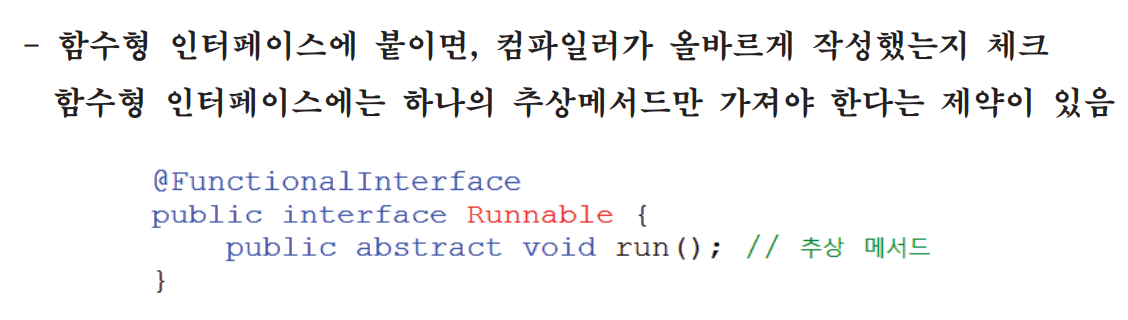 - 함수형 인터페이스에 붙이면, 컴파일러가 올바르게 작성했는지 체크
함수형 인터페이스에는 하나의 추상메서드만 가져야 한다는 제약이 있음
@FunctionalInterface
public interface Runnable {
    public abstract void run(); // 추상 메서드
}